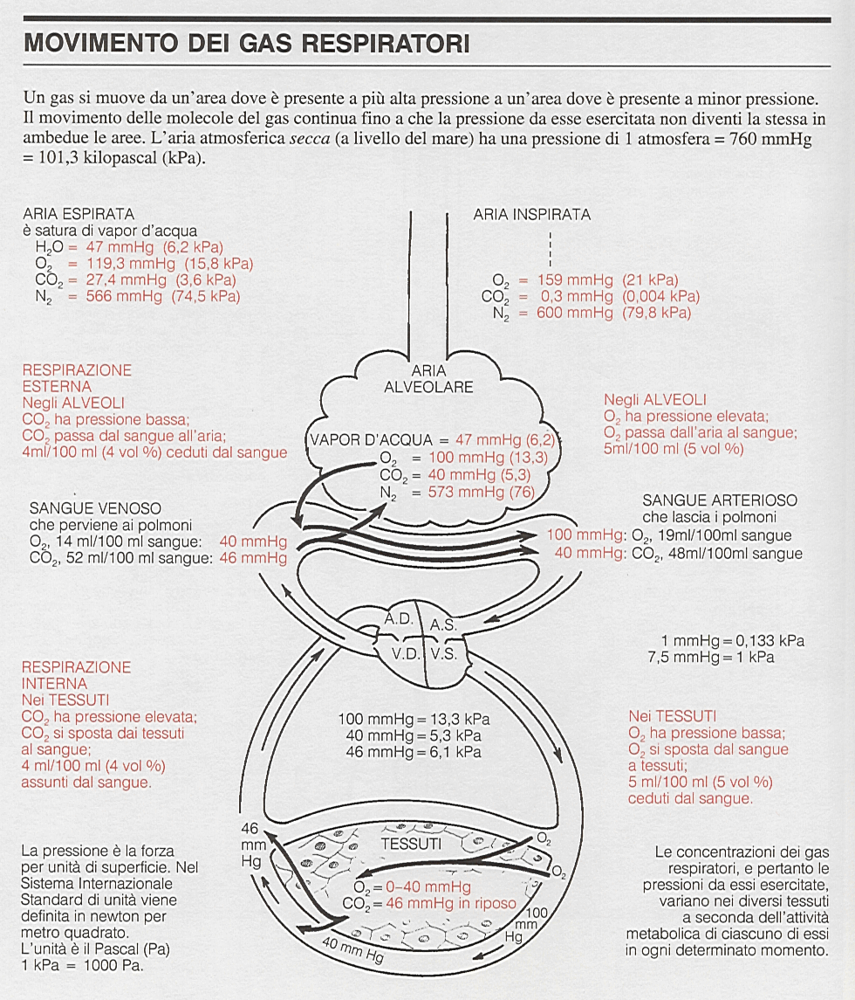 MOVIMENTO DEI GAS RESPIRATORI
Un gas si muove da un'area dove è presente a più alta pressione a un'area dove è presente a minor pressione.
Il movimento delle molecole del gas continua fino a che la pressione da esse esercitata non diventi la stessa in
ambedue le aree. L'aria atmosferica secca (a livello del mare) ha una pressione di 1 atmosfera = 760 mmHg
= 101,3 kilopascal (kPa).
ARIA ESPIRATA
è satura di vapor d'acqua
H₂O = 47 mmHg (6,2 kPa)
O₂ = 119,3 mmHg (15,8 kPa)
CO₂ = 27,4 mmHg (3,6 kPa)
N₂ = 566 mmHg (74,5 kPa)
ARIA INSPIRATA
O₂ = 159 mmHg (21 kPa)
CO₂ = 0,3 mmHg (0,004 kPa)
N₂ = 600 mmHg (79,8 kPa)
RESPIRAZIONE
ESTERNA
Negli ALVEOLI
CO₂ ha pressione bassa;
CO₂ passa dal sangue all'aria;
4ml/100 ml (4 vol %) ceduti dal sangue
ARIA
ALVEOLARE
VAPOR D'ACQUA = 47 mmHg (6,2)
O₂ = 100 mmHg (13,3)
CO₂ = 40 mmHg (5,3)
N₂ = 573 mmHg (76)
Negli ALVEOLI
O₂ ha pressione elevata;
O₂ passa dall'aria al sangue;
5ml/100 ml (5 vol %)
SANGUE VENOSO
che perviene ai polmoni
O₂, 14 ml/100 ml sangue: 40 mmHg
CO₂, 52 ml/100 ml sangue: 46 mmHg
SANGUE ARTERIOSO
che lascia i polmoni
100 mmHg: O₂, 19ml/100ml sangue
40 mmHg: CO₂, 48ml/100ml sangue
A.D. A.S.
V.D. V.S.
1 mmHg = 0,133 kPa
7,5 mmHg = 1 kPa
RESPIRAZIONE
INTERNA
Nei TESSUTI
CO₂ ha pressione elevata;
CO₂ si sposta dai tessuti
al sangue;
4 ml/100 ml (4 vol %)
assunti dal sangue.
100 mmHg = 13,3 kPa
40 mmHg = 5,3 kPa
46 mmHg = 6,1 kPa
Nei TESSUTI
O₂ ha pressione bassa;
O₂ si sposta dal sangue
a tessuti;
5 ml/100 ml (5 vol %)
ceduti dal sangue.
46
mm
Hg
TESSUTI
O₂
O₂
O₂ = 0–40 mmHg
CO₂ = 46 mmHg in riposo
100
mm
Hg
40 mm Hg
La pressione è la forza
per unità di superficie. Nel
Sistema Internazionale
Standard di unità viene
definita in newton per
metro quadrato.
L'unità è il Pascal (Pa)
1 kPa = 1000 Pa.
Le concentrazioni dei gas
respiratori, e pertanto le
pressioni da essi esercitate,
variano nei diversi tessuti
a seconda dell'attività
metabolica di ciascuno di essi
in ogni determinato momento.